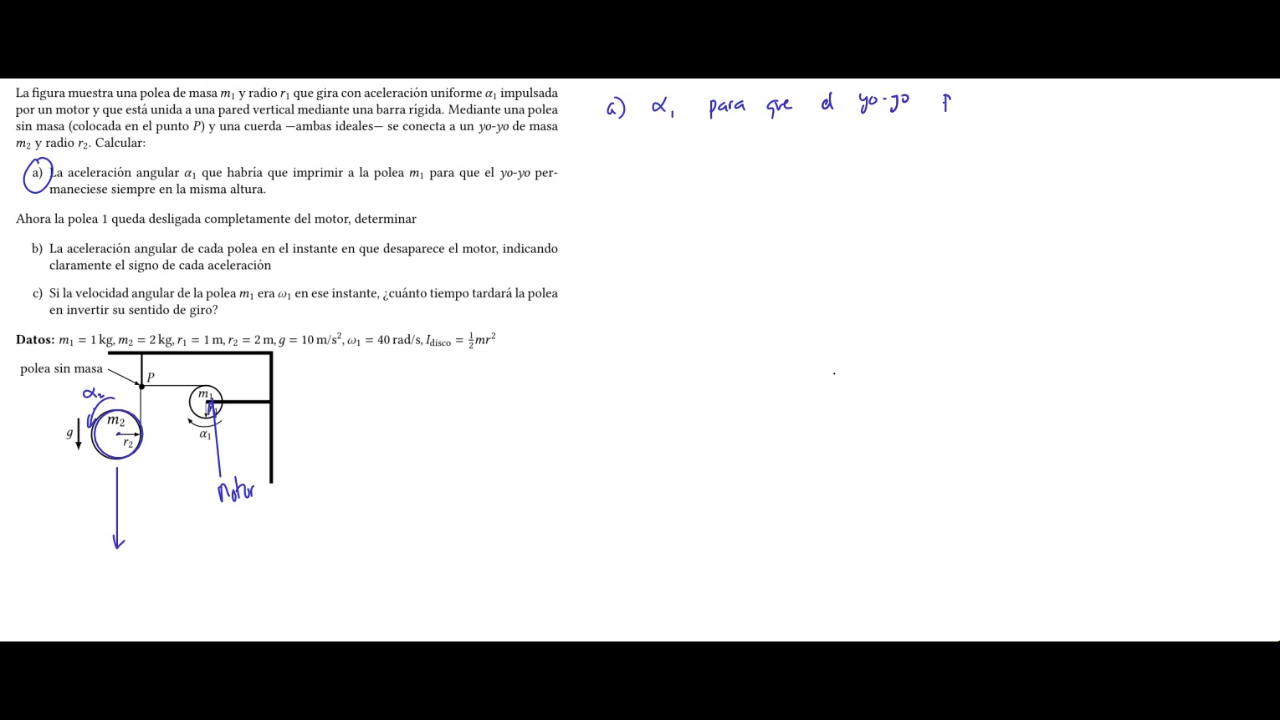 La figura muestra una polea de masa m₁ y radio r₁ que gira con aceleración uniforme α₁ impulsada
por un motor y que está unida a una pared vertical mediante una barra rígida. Mediante una polea
sin masa (colocada en el punto P) y una cuerda —ambas ideales— se conecta a un yo-yo de masa
m₂ y radio r₂. Calcular:
a) La aceleración angular α₁ que habría que imprimir a la polea m₁ para que el yo-yo per-
maneciese siempre en la misma altura.
Ahora la polea 1 queda desligada completamente del motor, determinar
b) La aceleración angular de cada polea en el instante en que desaparece el motor, indicando
claramente el signo de cada aceleración
c) Si la velocidad angular de la polea m₁ era ω₁ en ese instante, ¿cuánto tiempo tardará la polea
en invertir su sentido de giro?
Datos: m₁ = 1 kg, m₂ = 2 kg, r₁ = 1 m, r₂ = 2 m, g = 10 m/s², ω₁ = 40 rad/s, I_disco = ½mr²
polea sin masa
P
α₂
m₁
m₂
g
r₂
α₁
Motor
a) α₁ para que el yo-yo